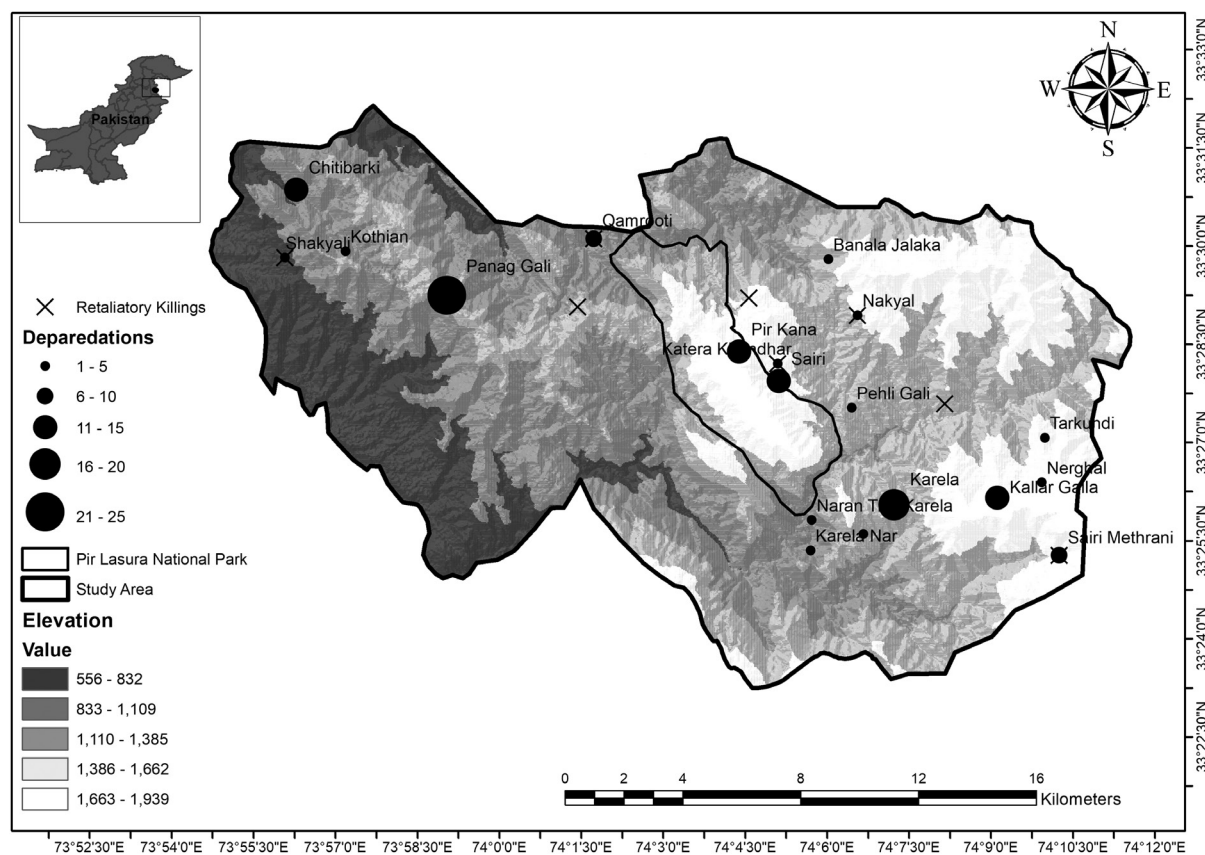 Pakistan
N
W
E
S
Chitibarki
Shakyali
Kothian
Panag Gali
Qamrooti
Banala Jalaka
Nakyal
Pir Kana
Sairi
Pehli Gali
Tarkundi
Nerghal
Karela
Kallar Galla
Naran
Karela
Karela Nar
Sairi Methrani
Retaliatory Killings
Deparedations
1 - 5
6 - 10
11 - 15
16 - 20
21 - 25
Pir Lasura National Park
Study Area
Elevation
Value
556 - 832
833 - 1,109
1,110 - 1,385
1,386 - 1,662
1,663 - 1,939
0 2 4 8 12 16
Kilometers
33°33'0"N
33°31'30"N
33°30'0"N
33°28'30"N
33°27'0"N
33°25'30"N
33°24'0"N
33°22'30"N
73°52'30"E 73°54'0"E 73°55'30"E 73°57'0"E 73°58'30"E 74°0'0"E 74°1'30"E 74°3'0"E 74°4'30"E 74°6'0"E 74°7'30"E 74°9'0"E 74°10'30"E 74°12'0"E
Katera